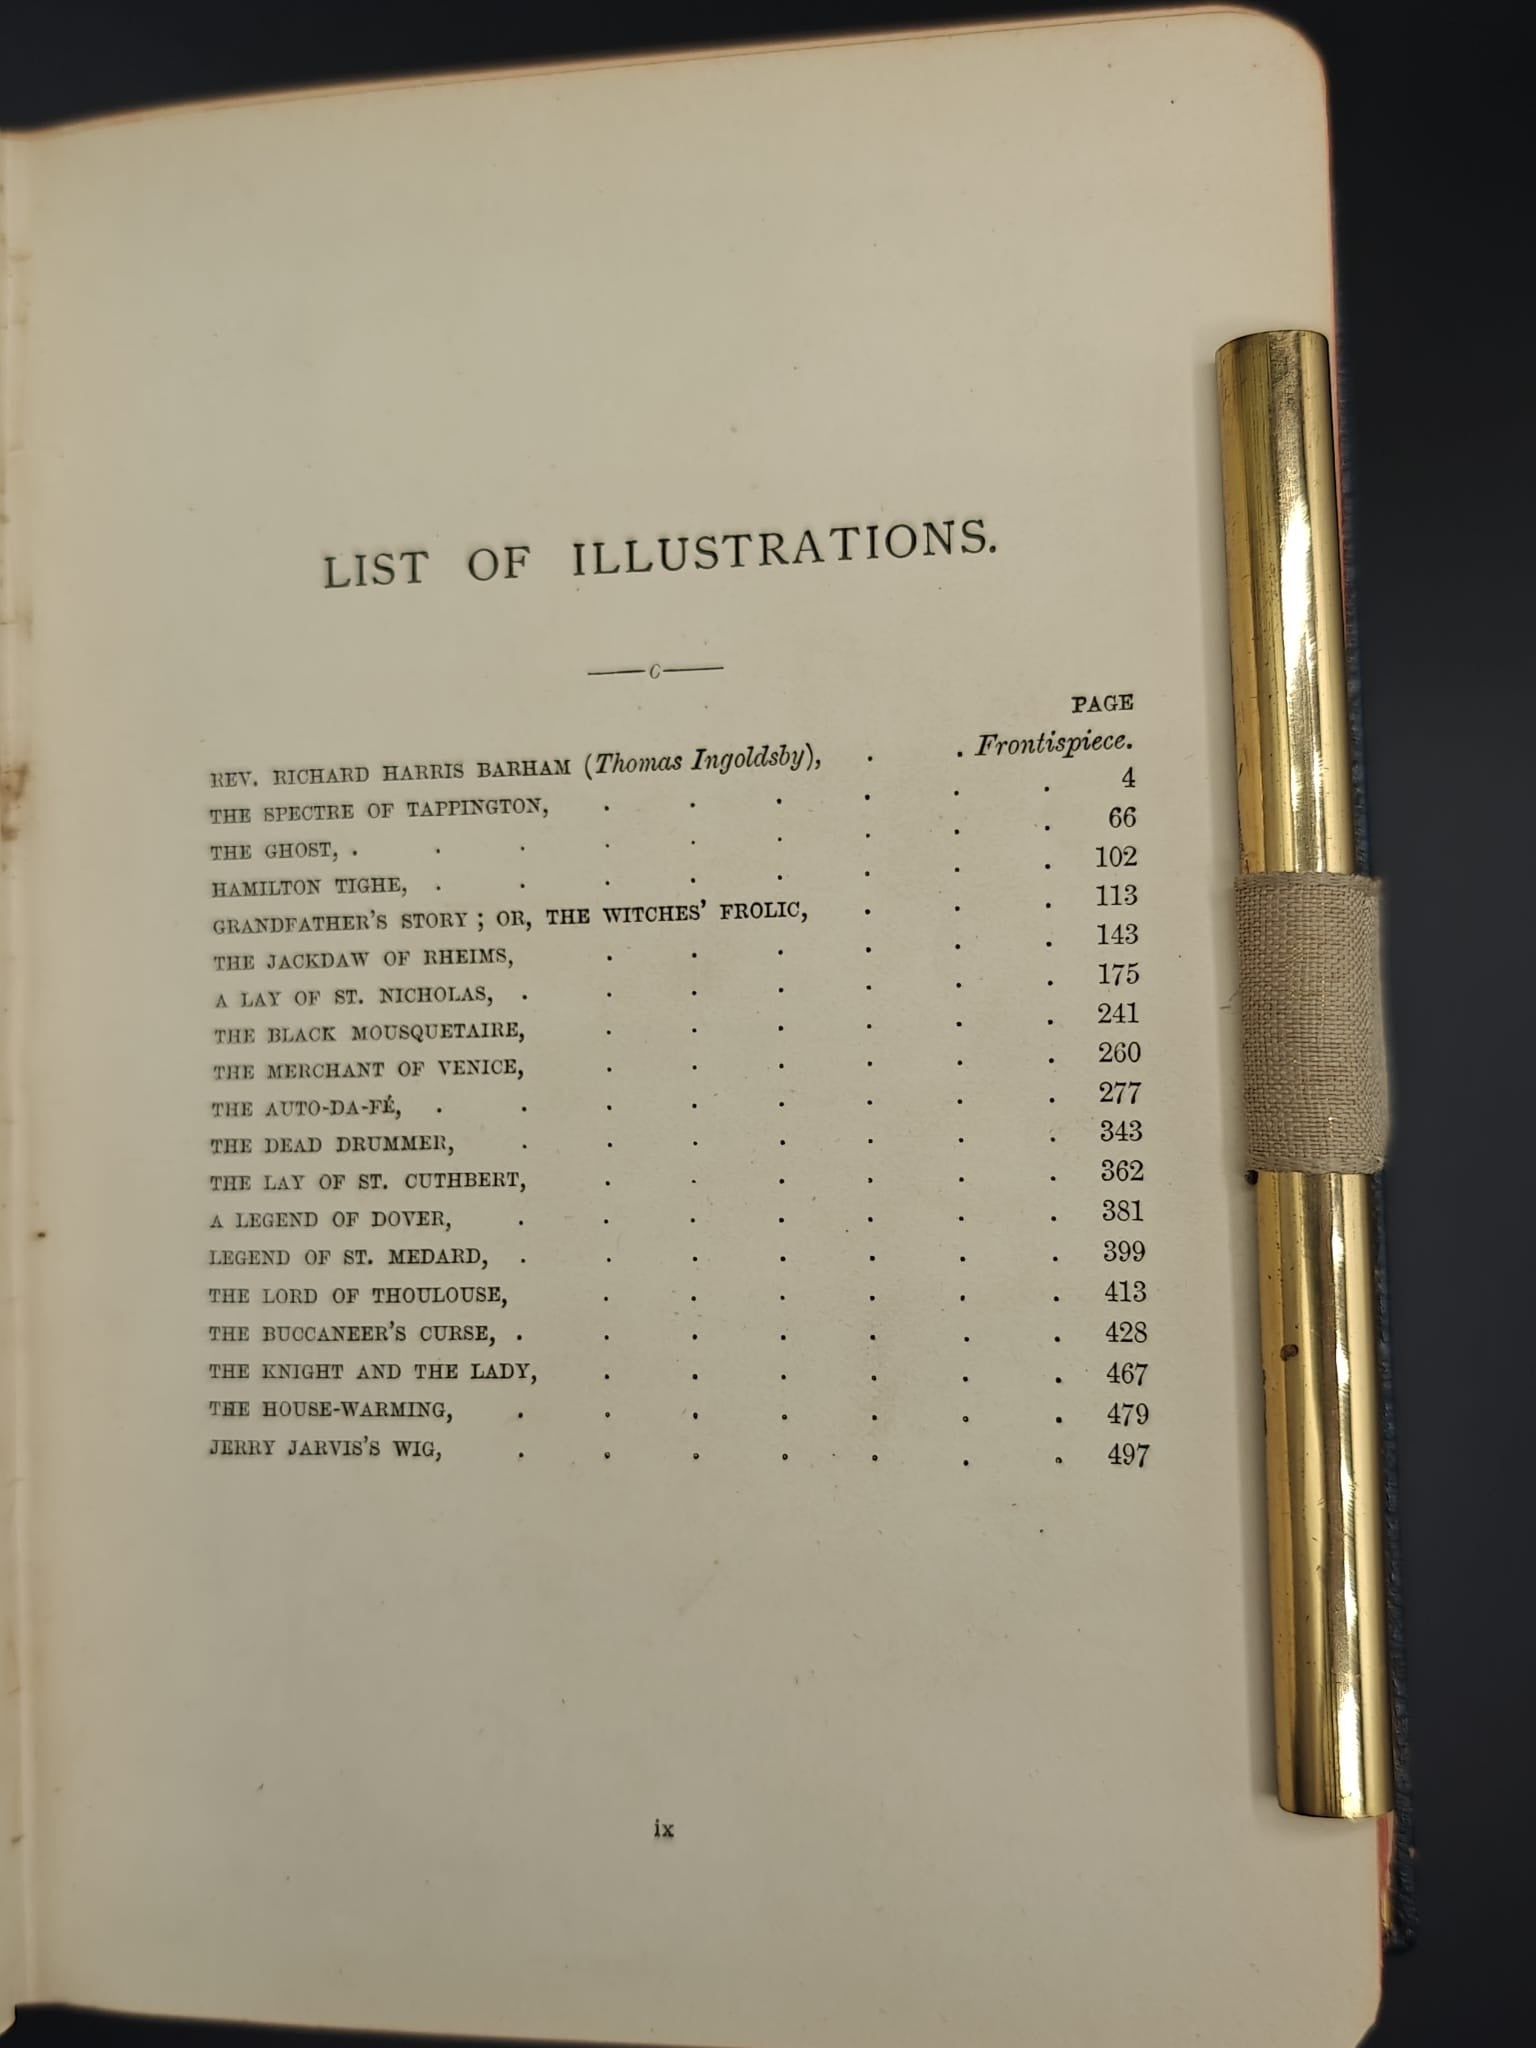 LIST OF ILLUSTRATIONS.
PAGE
REV. RICHARD HARRIS BARHAM (Thomas Ingoldsby), . . Frontispiece.
THE SPECTRE OF TAPPINGTON, . . . . . . 4
THE GHOST, . . . . . . . . 66
HAMILTON TIGHE, . . . . . . . . 102
GRANDFATHER'S STORY; OR, THE WITCHES' FROLIC, . . . 113
THE JACKDAW OF RHEIMS, . . . . . . 143
A LAY OF ST. NICHOLAS, . . . . . . . 175
THE BLACK MOUSQUETAIRE, . . . . . . 241
THE MERCHANT OF VENICE, . . . . . . 260
THE AUTO-DA-FÉ, . . . . . . . . 277
THE DEAD DRUMMER, . . . . . . . 343
THE LAY OF ST. CUTHBERT, . . . . . . 362
A LEGEND OF DOVER, . . . . . . . 381
LEGEND OF ST. MEDARD, . . . . . . . 399
THE LORD OF THOULOUSE, . . . . . . 413
THE BUCCANEER'S CURSE, . . . . . . . 428
THE KNIGHT AND THE LADY, . . . . . . 467
THE HOUSE-WARMING, . . . . . . . 479
JERRY JARVIS'S WIG, . . . . . . . 497
ix